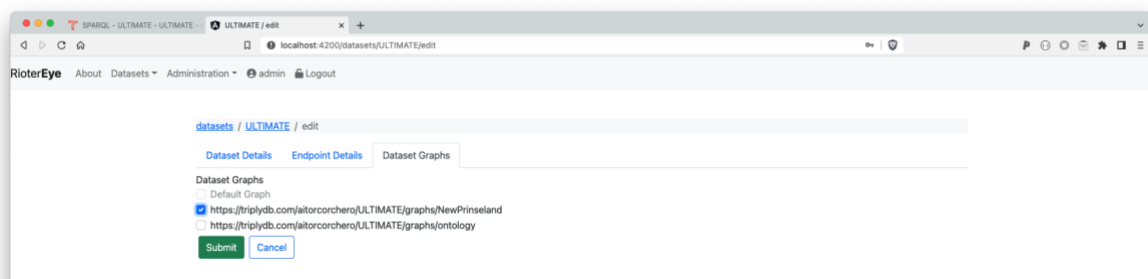 SPARQL - ULTIMATE - ULTIMATE -
ULTIMATE / edit
localhost:4200/datasets/ULTIMATE/edit
RioterEye About Datasets Administration admin Logout
datasets / ULTIMATE / edit
Dataset Details Endpoint Details Dataset Graphs
Dataset Graphs
Default Graph
https://triplydb.com/aitorcorchero/ULTIMATE/graphs/NewPrinseland
https://triplydb.com/aitorcorchero/ULTIMATE/graphs/ontology
Submit Cancel